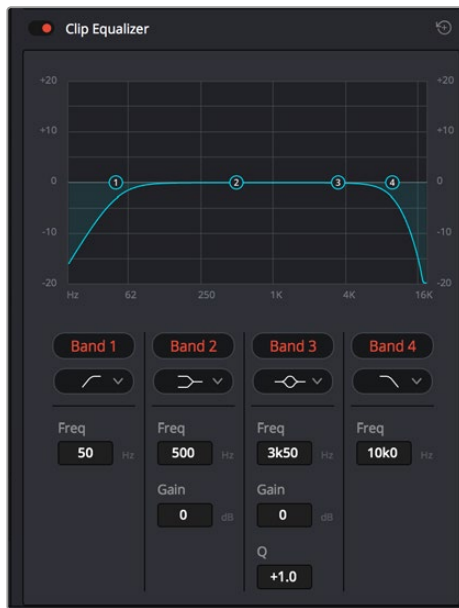 Clip Equalizer
+20 +20
+10 +10
0 1 2 3 4 0
-10 -10
-20 -20
Hz 62 250 1K 4K 16K
Band 1 Band 2 Band 3 Band 4
Freq Freq Freq Freq
50 Hz 500 Hz 3k50 Hz 10k0 Hz
Gain Gain
0 dB 0 dB
Q
+1.0